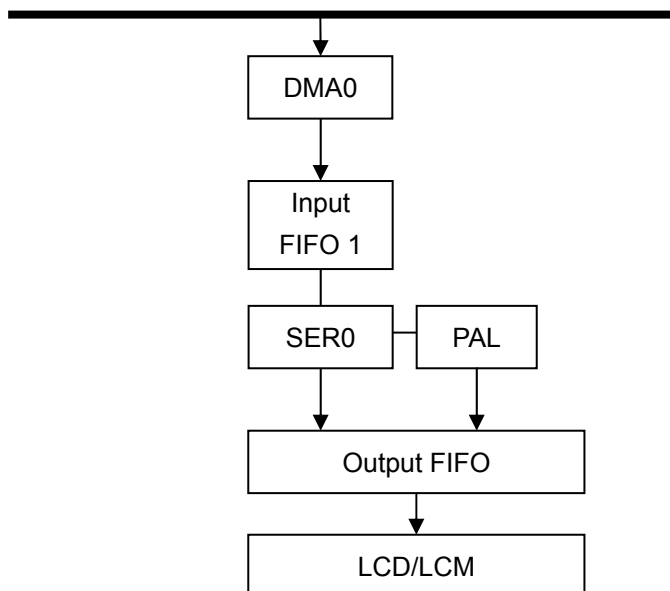 DMA0
Input
FIFO 1
SER0
PAL
Output FIFO
LCD/LCM